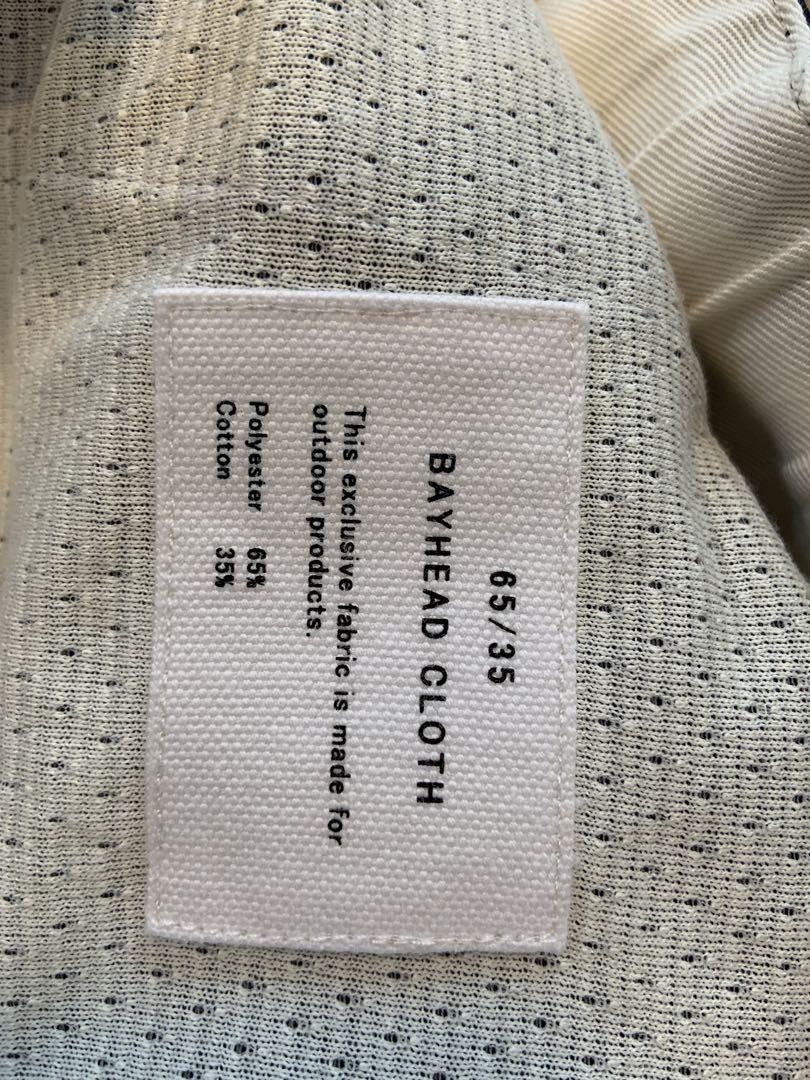 65/35
BAYHEAD CLOTH
This exclusive fabric is made for
outdoor products.
Polyester 65%
Cotton 35%